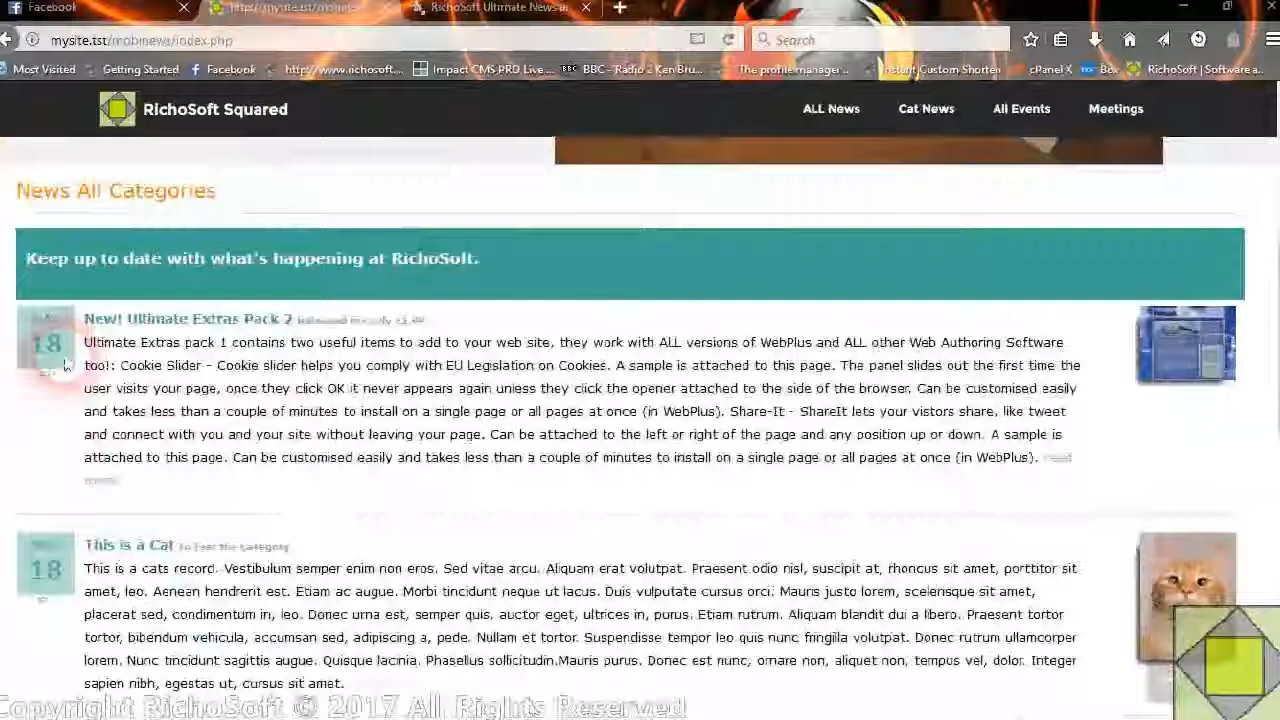 Facebook
https://mysite.tst/mobinews/
RichoSoft Ultimate News a
mysite.tst/mobinews/index.php
Search
Most Visited Getting Started Facebook http://www.richosoft.... Impact CMS PRO Live ... BBC - Radio 2 Ken Bru... The profile manager ... Instant Custom Shorten cPanel X Box RichoSoft | Software a...
RichoSoft Squared
ALL News Cat News All Events Meetings
News All Categories
Keep up to date with what's happening at RichoSoft.
New! Ultimate Extras Pack 2
18
Ultimate Extras pack 1 contains two useful items to add to your web site, they work with ALL versions of WebPlus and ALL other Web Authoring Software
too!: Cookie Slider - Cookie slider helps you comply with EU Legislation on Cookies. A sample is attached to this page. The panel slides out the first time the
user visits your page, once they click OK it never appears again unless they click the opener attached to the side of the browser. Can be customised easily
and takes less than a couple of minutes to install on a single page or all pages at once (in WebPlus). Share-It - ShareIt lets your vistors share, like tweet
and connect with you and your site without leaving your page. Can be attached to the left or right of the page and any position up or down. A sample is
attached to this page. Can be customised easily and takes less than a couple of minutes to install on a single page or all pages at once (in WebPlus). read
more
This is a Cat To Test the Category
18
This is a cats record. Vestibulum semper enim non eros. Sed vitae arcu. Aliquam erat volutpat. Praesent odio nisl, suscipit at, rhoncus sit amet, porttitor sit
amet, leo. Aenean hendrerit est. Etiam ac augue. Morbi tincidunt neque ut lacus. Duis vulputate cursus orci. Mauris justo lorem, scelerisque sit amet,
placerat sed, condimentum in, leo. Donec urna est, semper quis, auctor eget, ultrices in, purus. Etiam rutrum. Aliquam blandit dui a libero. Praesent tortor
tortor, bibendum vehicula, accumsan sed, adipiscing a, pede. Nullam et tortor. Suspendisse tempor leo quis nunc fringilla volutpat. Donec rutrum ullamcorper
lorem. Nunc tincidunt sagittis augue. Quisque lacinia. Phasellus sollicitudin.Mauris purus. Donec est nunc, ornare non, aliquet non, tempus vel, dolor. Integer
sapien nibh, egestas ut, cursus sit amet.
Copyright RichoSoft © 2017 All Rights Reserved